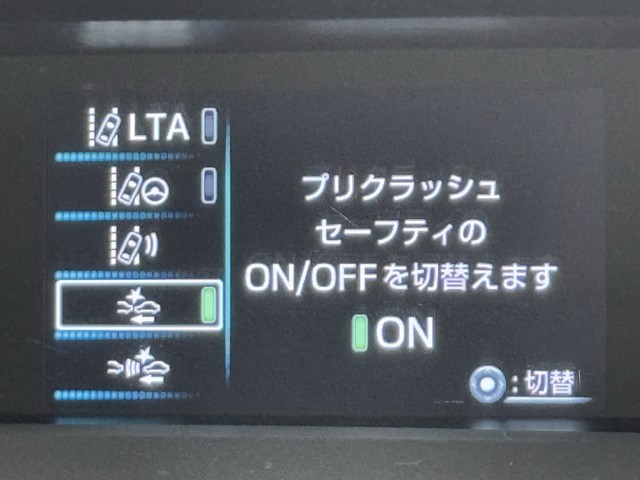 LTA
プリクラッシュ
セーフティの
ON/OFFを切替えます
ON
:切替